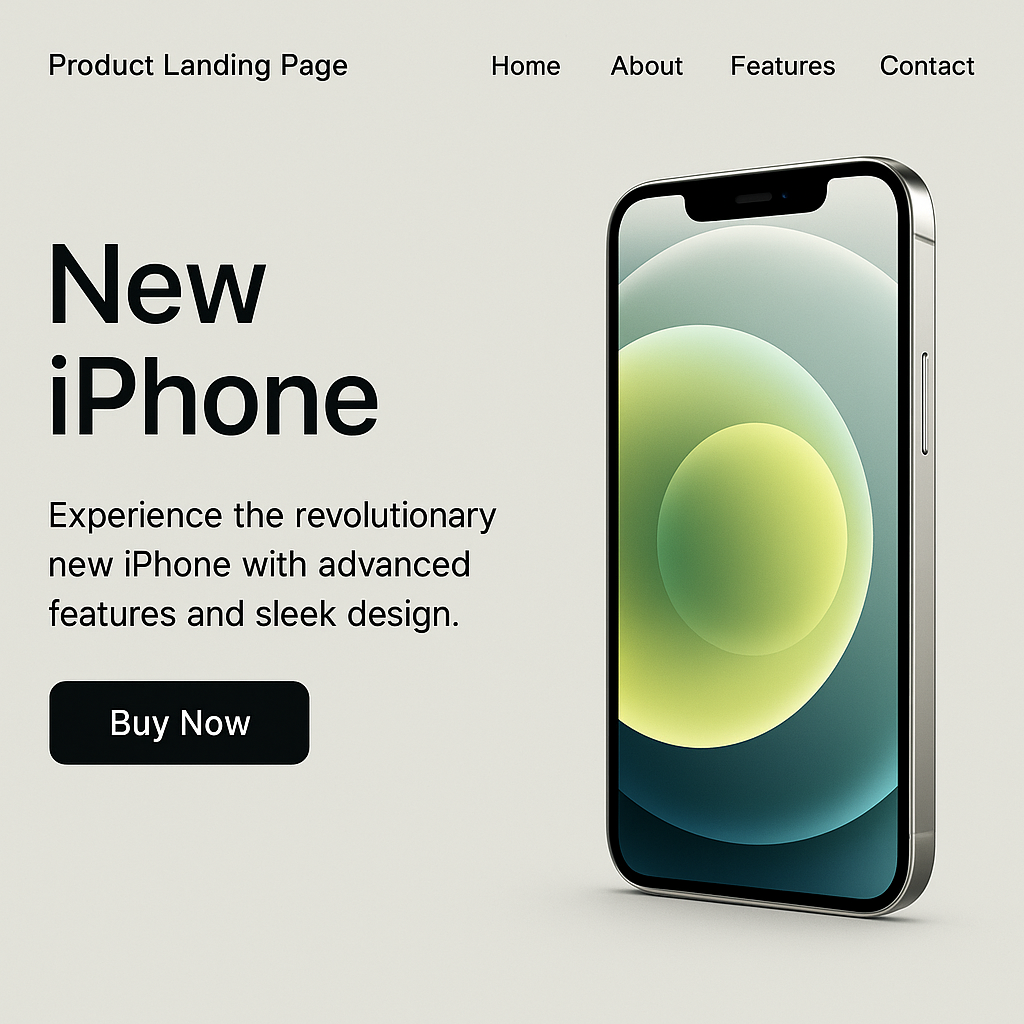 Product Landing Page
Home About Features Contact
New
iPhone
Experience the revolutionary
new iPhone with advanced
features and sleek design.
Buy Now